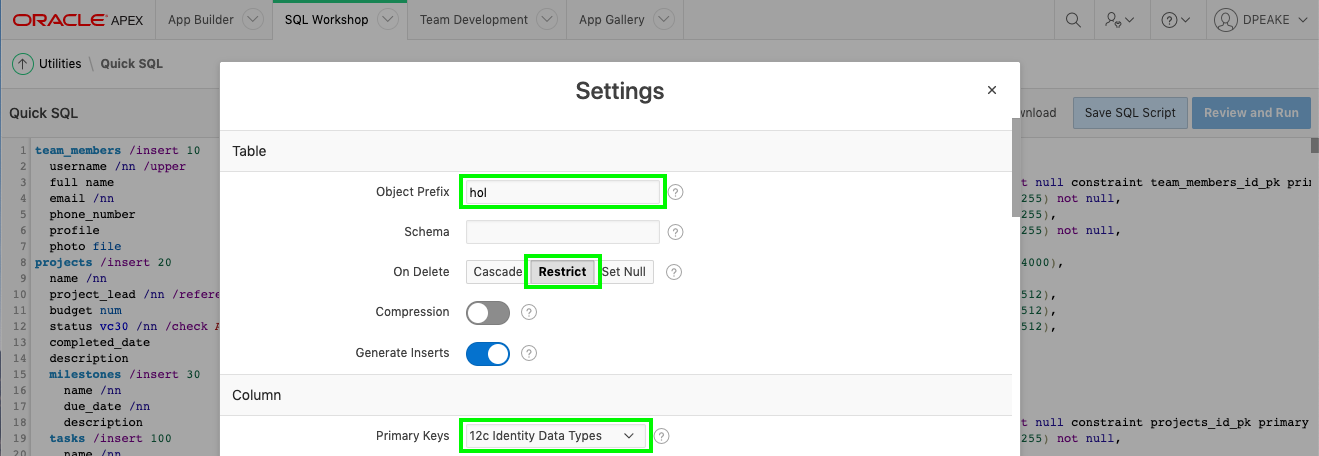 ORACLE APEX App Builder SQL Workshop Team Development App Gallery DPEAKE
Utilities \ Quick SQL
Settings
Quick SQL
Save SQL Script Review and Run
Table
Object Prefix hol ?
Schema ?
On Delete Cascade Restrict Set Null ?
Compression ?
Generate Inserts ?
Column
Primary Keys 12c Identity Data Types ?
1 team_members /insert 10
2 username /nn /upper
3 full name
4 email /nn
5 phone_number
6 profile
7 photo file
8 projects /insert 20
9 name /nn
10 project_lead /nn
11 budget num
12 status vc30 /nn /check
13 completed_date
14 description
15 milestones /insert 30
16 name /nn
17 due_date /nn
18 description
19 tasks /insert 100
20 name /nn
null constraint team_members_id_pk
255) not null,
255),
255) not null,
4000),
512),
512),
512),
null constraint projects_id_pk primary
255) not null,